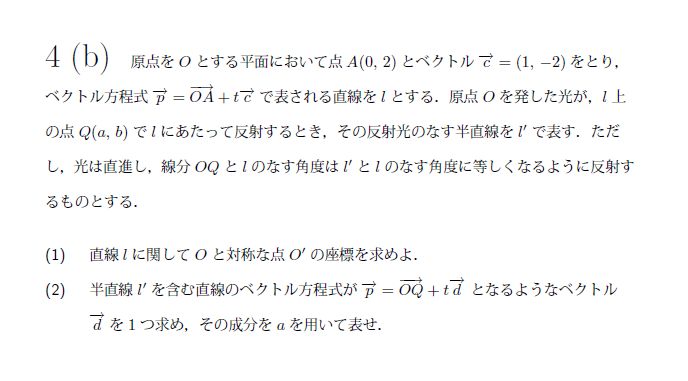 4 (b) 原点を O とする平面において点 A(0, 2) とベクトル \overrightarrow{c} = (1, −2) をとり，
ベクトル方程式 \overrightarrow{p} = \overrightarrow{OA} + t\overrightarrow{c} で表される直線を l とする．原点 O を発した光が，l 上
の点 Q(a, b) で l にあたって反射するとき，その反射光のなす半直線を l′ で表す．ただ
し，光は直進し，線分 OQ と l のなす角度は l′ と l のなす角度に等しくなるように反射す
るものとする．
(1) 直線 l に関して O と対称な点 O′ の座標を求めよ．
(2) 半直線 l′ を含む直線のベクトル方程式が \overrightarrow{p} = \overrightarrow{OQ} + t\overrightarrow{d} となるようなベクトル
\overrightarrow{d} を 1 つ求め，その成分を a を用いて表せ．